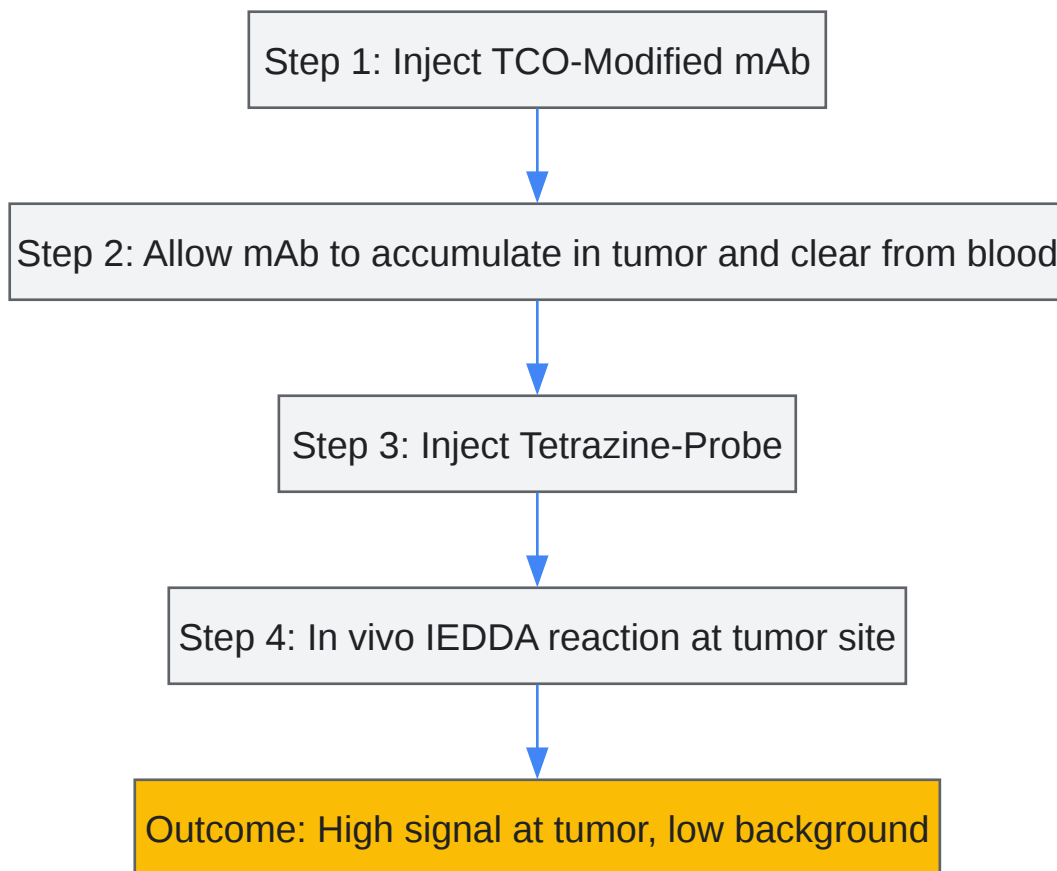 Step 1: Inject TCO-Modified mAb
Step 2: Allow mAb to accumulate in tumor and clear from blood
Step 3: Inject Tetrazine-Probe
Step 4: In vivo IEDDA reaction at tumor site
Outcome: High signal at tumor, low background